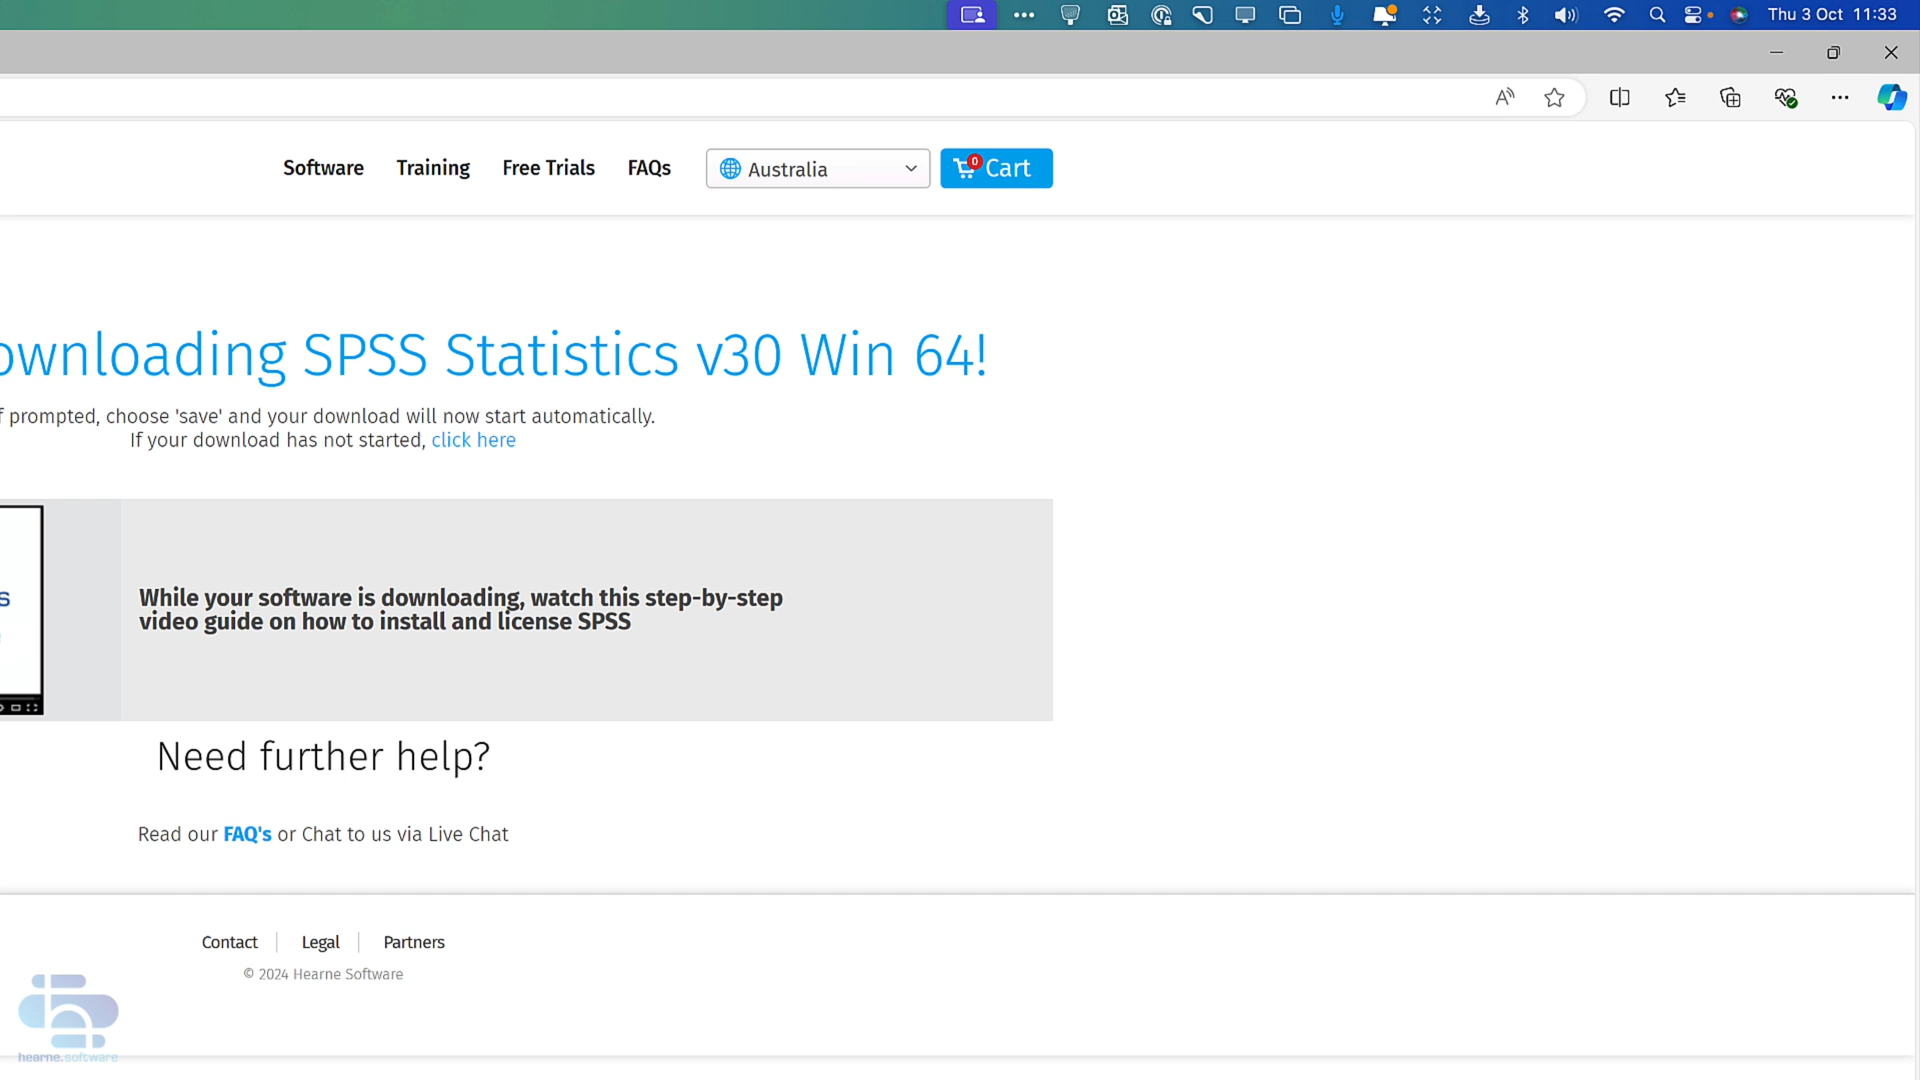 Thu 3 Oct 11:33
Software Training Free Trials FAQs Australia 0 Cart
ownloading SPSS Statistics v30 Win 64!
f prompted, choose 'save' and your download will now start automatically.
If your download has not started, click here
s
While your software is downloading, watch this step-by-step
video guide on how to install and license SPSS
Need further help?
Read our FAQ's or Chat to us via Live Chat
Contact Legal Partners
© 2024 Hearne Software
hearne.software